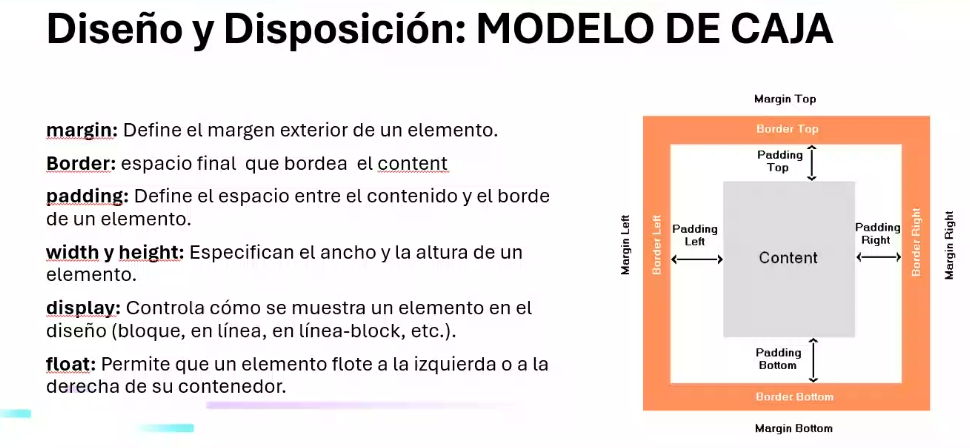 Diseño y Disposición: MODELO DE CAJA
margin: Define el margen exterior de un elemento.
Border: espacio final que bordea el content
padding: Define el espacio entre el contenido y el borde
de un elemento.
width y height: Especifican el ancho y la altura de un
elemento.
display: Controla cómo se muestra un elemento en el
diseño (bloque, en línea, en línea-block, etc.).
float: Permite que un elemento flote a la izquierda o a la
derecha de su contenedor.
Margin Top
Border Top
Padding
Top
Margin Left
Border Left
Padding
Left
Content
Padding
Right
Border Right
Margin Right
Padding
Bottom
Border Bottom
Margin Bottom